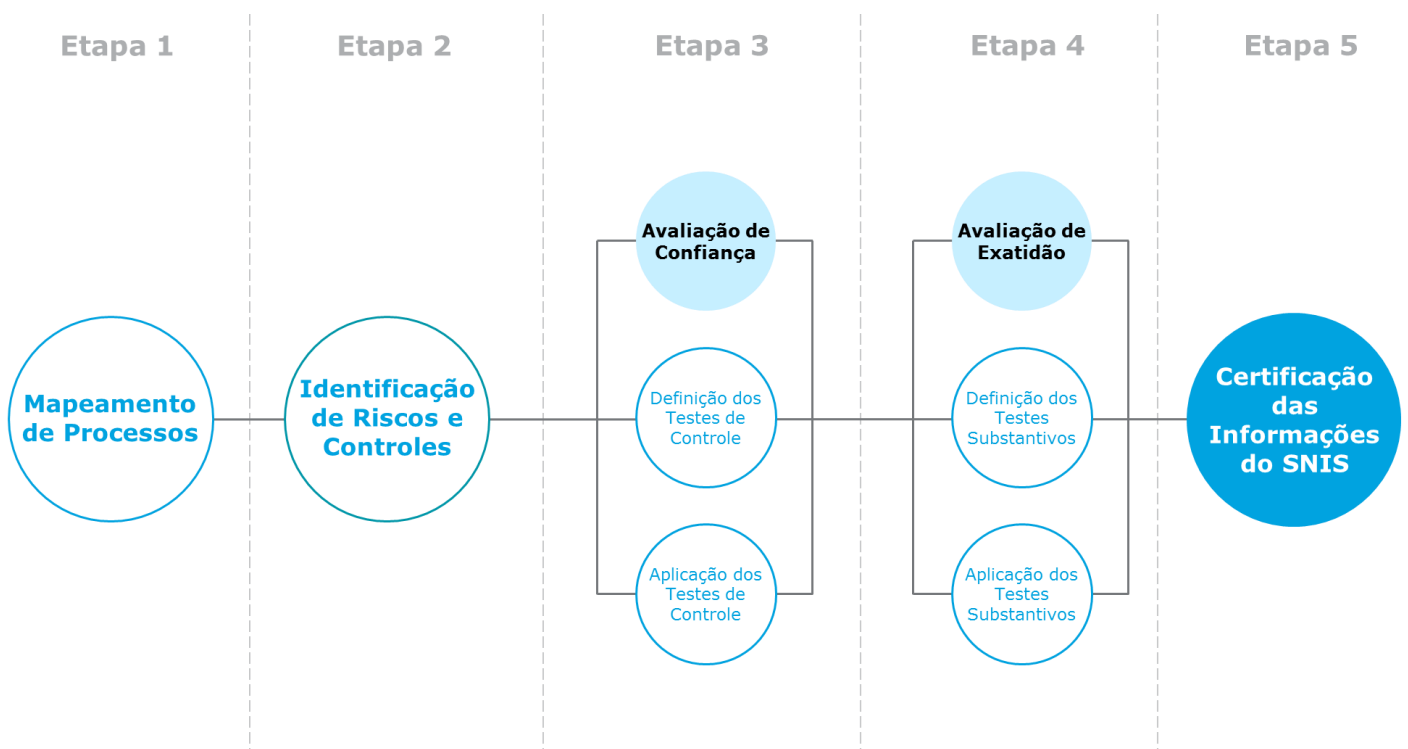 Etapa 1
Etapa 2
Etapa 3
Etapa 4
Etapa 5
Mapeamento
de Processos
Identificação
de Riscos e
Controles
Avaliação de
Confiança
Definição dos
Testes de
Controle
Aplicação dos
Testes de
Controle
Avaliação de
Exatidão
Definição dos
Testes
Substantivos
Aplicação dos
Testes
Substantivos
Certificação
das
Informações
do SNIS